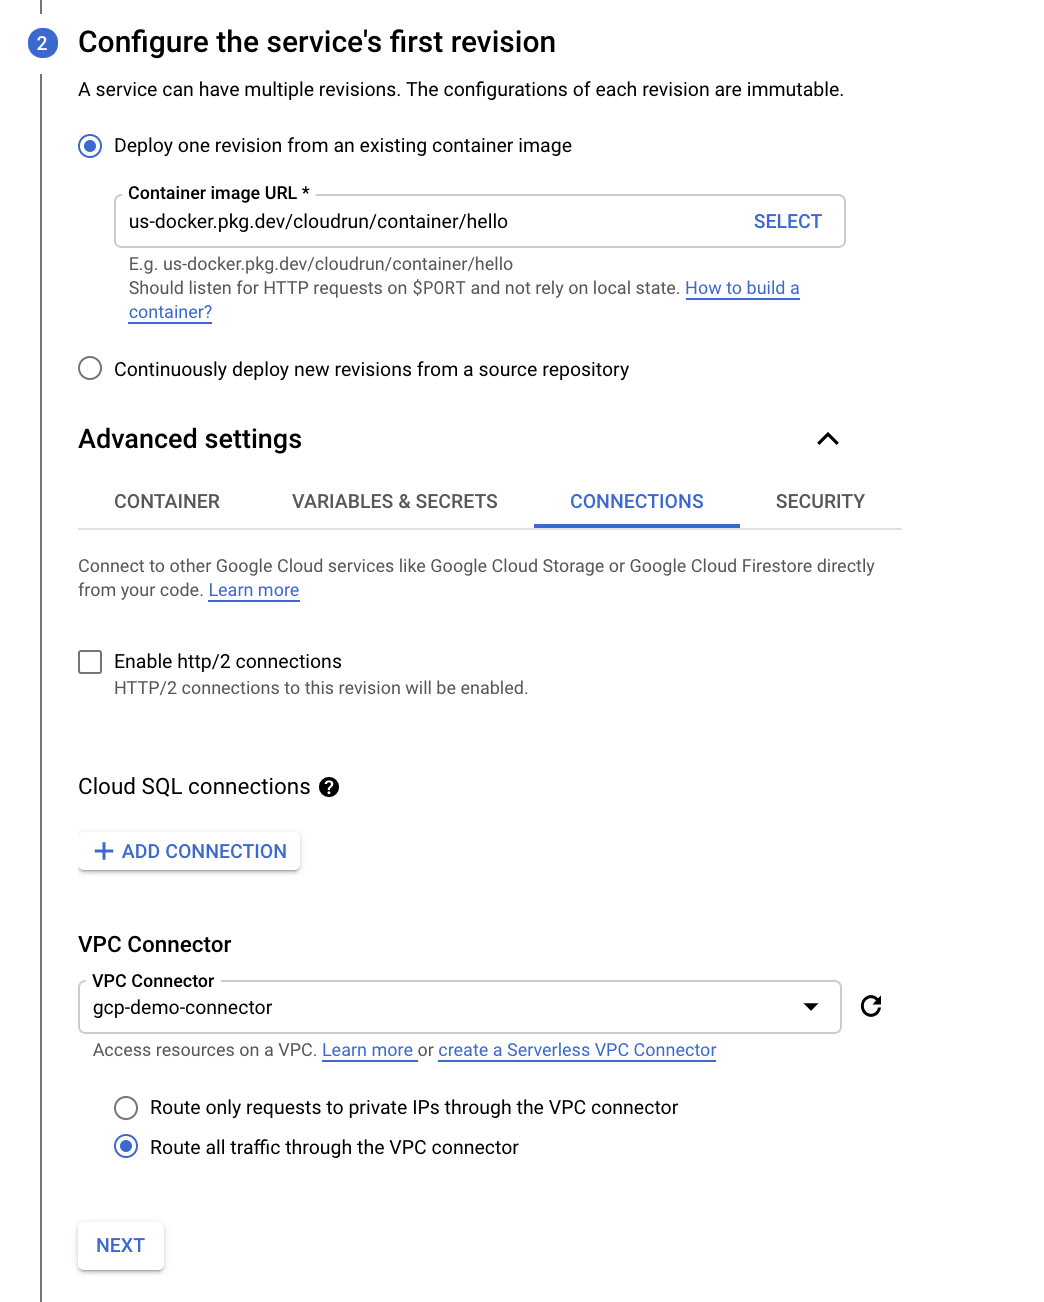 2
Configure the service's first revision
A service can have multiple revisions. The configurations of each revision are immutable.
Deploy one revision from an existing container image
Container image URL *
us-docker.pkg.dev/cloudrun/container/hello
SELECT
E.g. us-docker.pkg.dev/cloudrun/container/hello
Should listen for HTTP requests on $PORT and not rely on local state. How to build a
container?
Continuously deploy new revisions from a source repository
Advanced settings
CONTAINER VARIABLES & SECRETS CONNECTIONS SECURITY
Connect to other Google Cloud services like Google Cloud Storage or Google Cloud Firestore directly
from your code. Learn more
Enable http/2 connections
HTTP/2 connections to this revision will be enabled.
Cloud SQL connections ?
+ ADD CONNECTION
VPC Connector
VPC Connector
gcp-demo-connector
Access resources on a VPC. Learn more or create a Serverless VPC Connector
Route only requests to private IPs through the VPC connector
Route all traffic through the VPC connector
NEXT